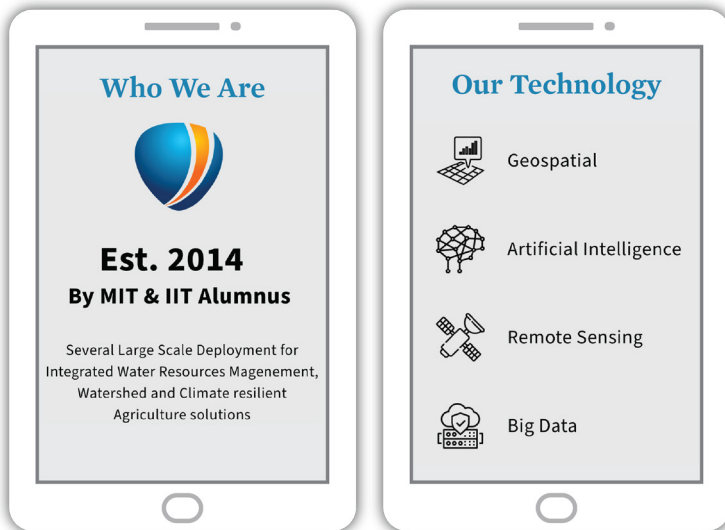 Who We Are
Est. 2014
By MIT & IIT Alumnus
Several Large Scale Deployment for
Integrated Water Resources Magenement,
Watershed and Climate resilient
Agriculture solutions
Our Technology
Geospatial
Artificial Intelligence
Remote Sensing
Big Data